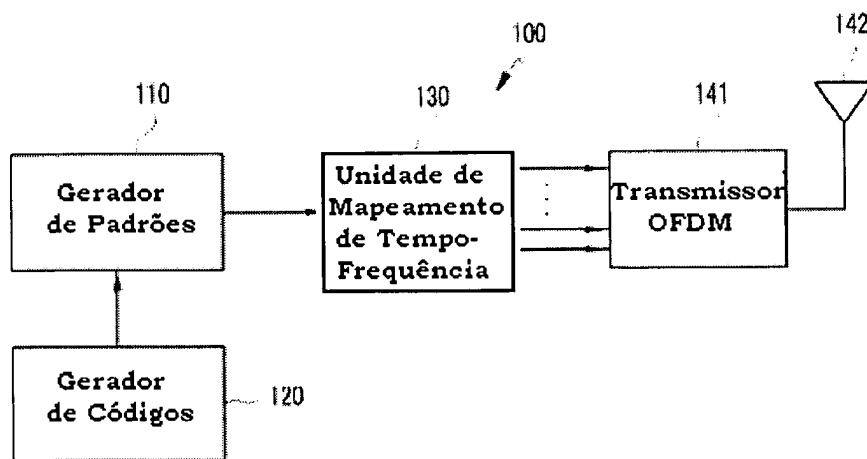 100
142
110
130
141
Gerador
de Padrões
Unidade de
Mapeamento
de Tempo-
Frequência
Transmissor
OFDM
Gerador
de Códigos
120